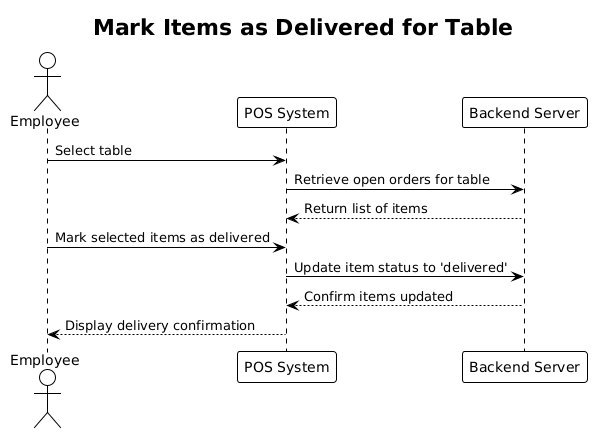 Mark Items as Delivered for Table
Employee
POS System
Backend Server
Select table
Retrieve open orders for table
Return list of items
Mark selected items as delivered
Update item status to 'delivered'
Confirm items updated
Display delivery confirmation
Employee
POS System
Backend Server